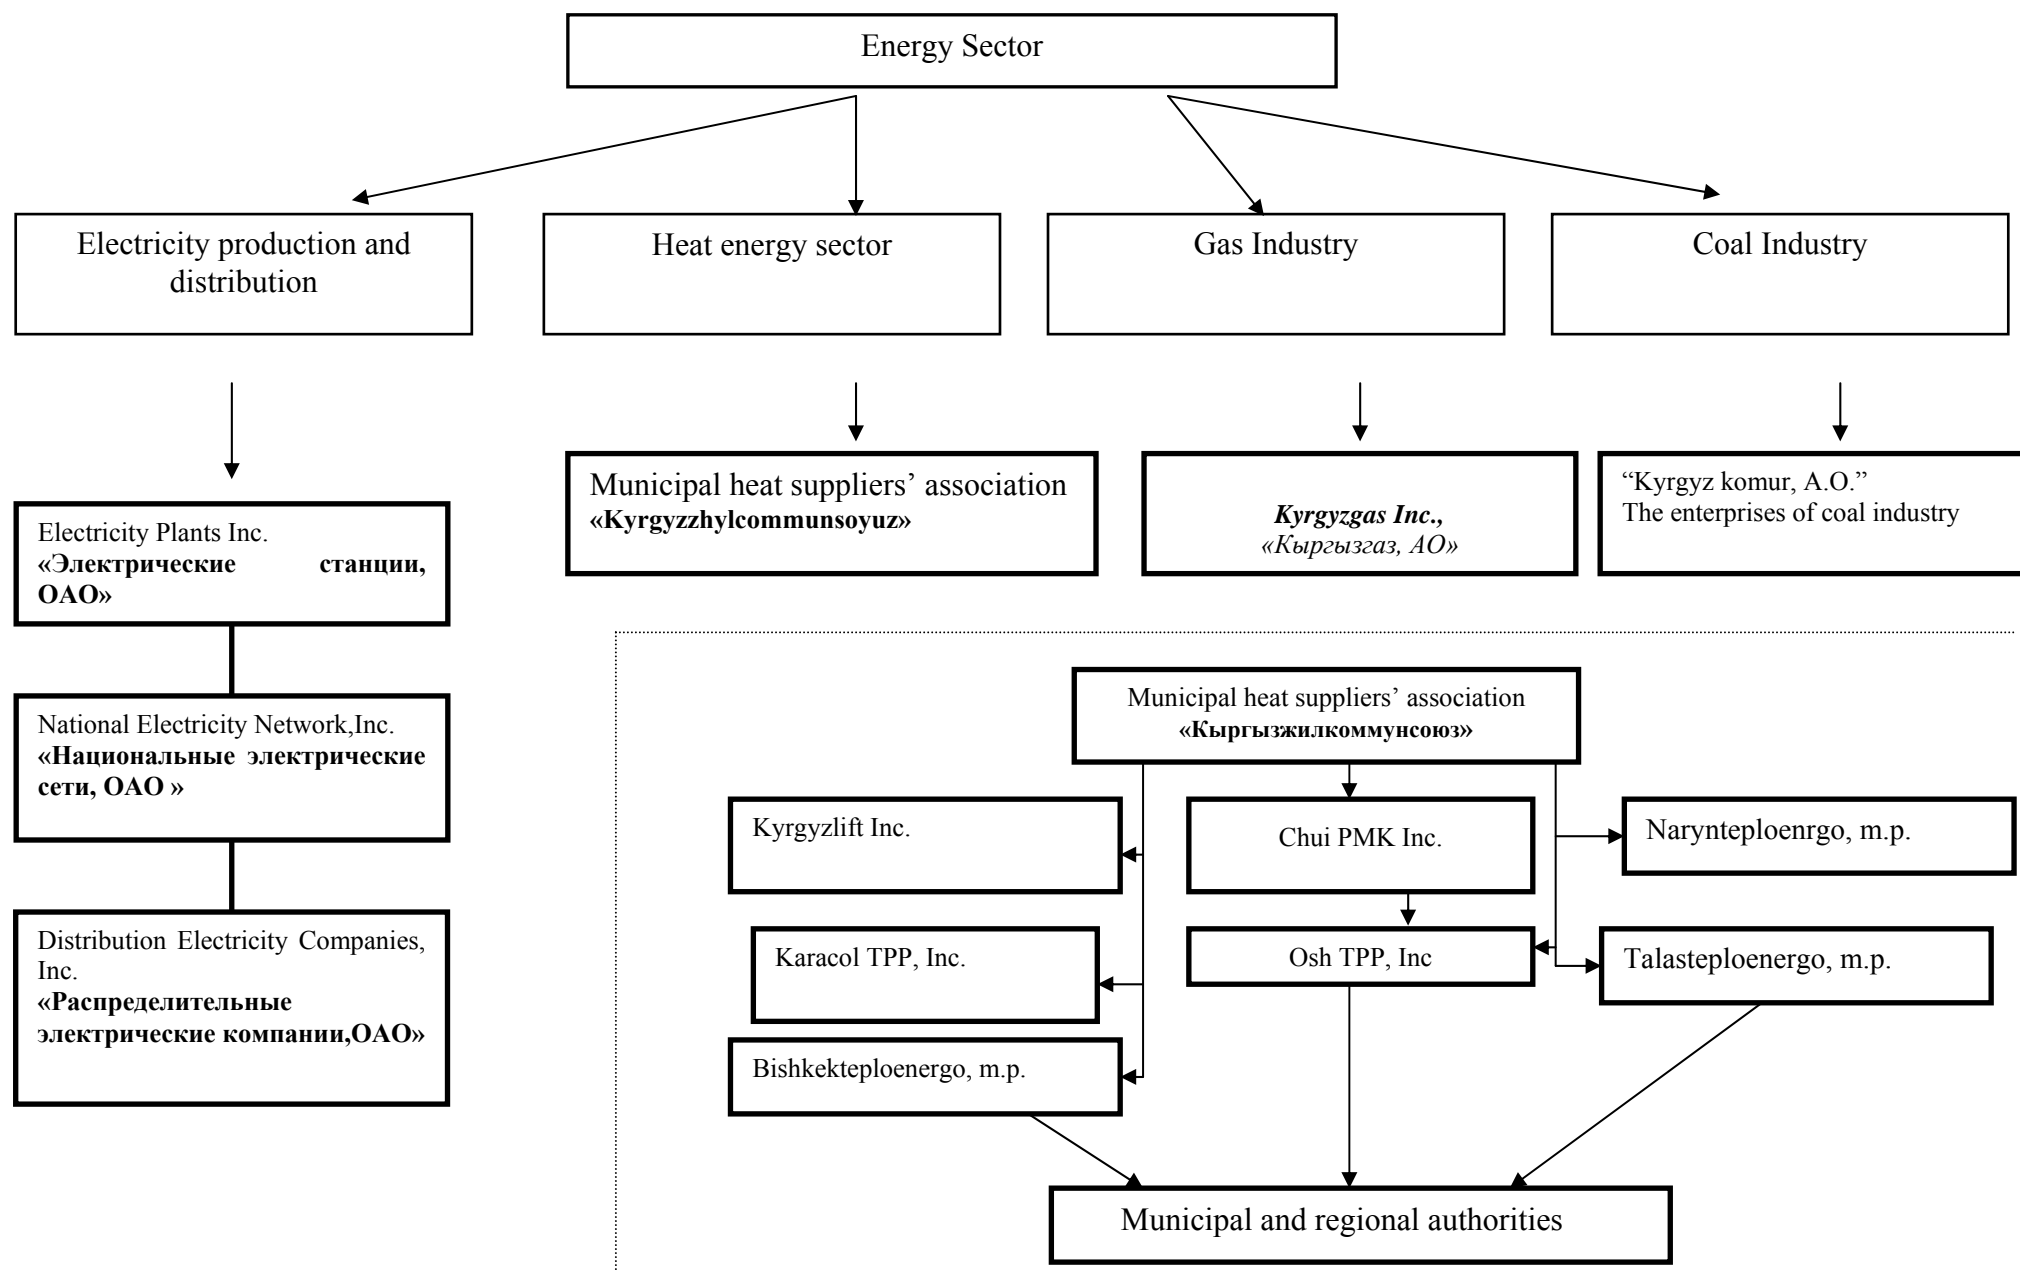 Energy Sector
Electricity production and
distribution
Heat energy sector
Gas Industry
Coal Industry
Municipal heat suppliers’ association
«Kyrgyzzhylcommunsoyuz»
Kyrgyzgas Inc.,
«Кыргызгаз, АО»
“Kyrgyz komur, A.O.”
The enterprises of coal industry
Electricity Plants Inc.
«Электрические станции,
ОАО»
National Electricity Network,Inc.
«Национальные электрические
сети, ОАО »
Distribution Electricity Companies,
Inc.
«Распределительные
электрические компании,ОАО»
Municipal heat suppliers’ association
«Кыргызжилкоммунсоюз»
Kyrgyzlift Inc.
Chui PMK Inc.
Narynteploenrgo, m.p.
Karacol TPP, Inc.
Osh TPP, Inc
Talasteploenergo, m.p.
Bishkekteploenergo, m.p.
Municipal and regional authorities